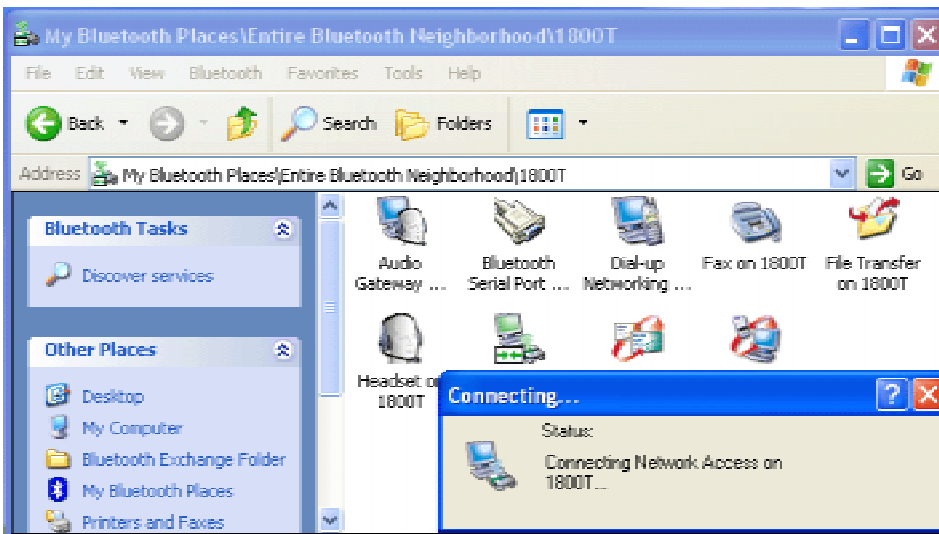 My Bluetooth Places\Entire Bluetooth Neighborhood\1800T
File Edit View Bluetooth Favorites Tools Help
Back Search Folders
Address My Bluetooth Places\Entire Bluetooth Neighborhood\1800T Go
Bluetooth Tasks
Discover services
Other Places
Desktop
My Computer
Bluetooth Exchange Folder
My Bluetooth Places
Printers and Faxes
Audio
Gateway ...
Bluetooth
Serial Port ...
Dial-up
Networking ...
Fax on 1800T
File Transfer
on 1800T
Headset o
1800T
Connecting...
Status:
Connecting Network Access on
1800T...